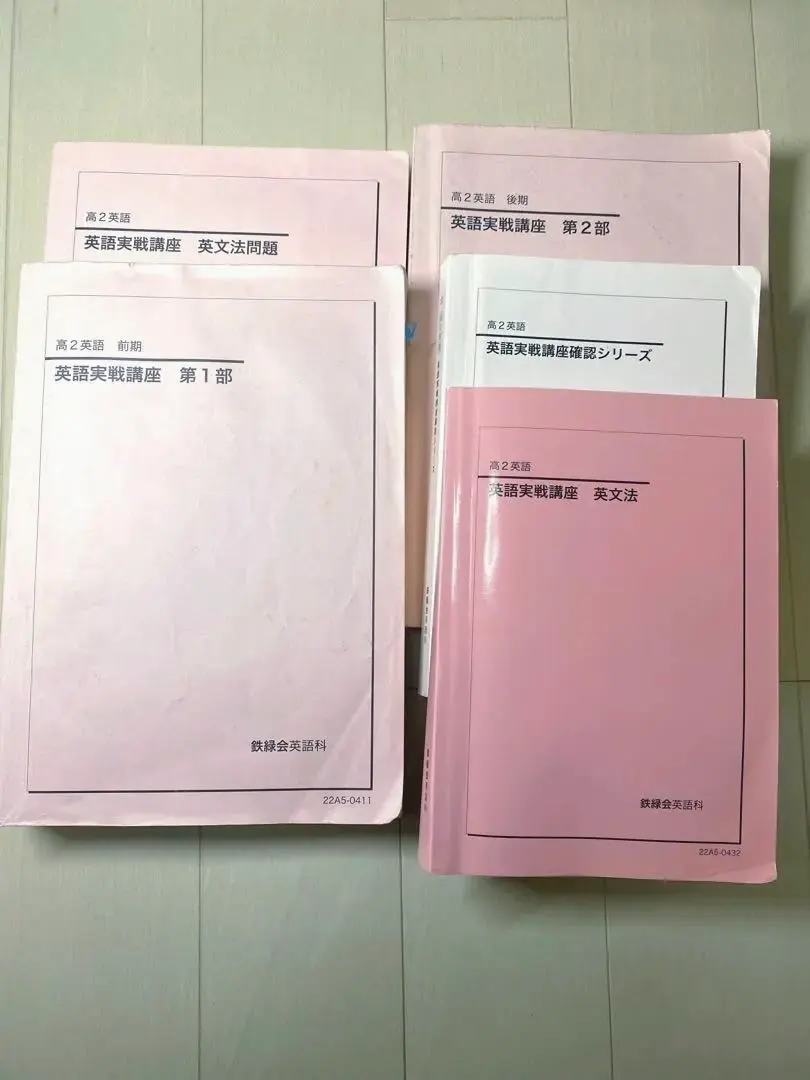 高2英語
英語実戦講座 英文法問題
高2英語 後期
英語実戦講座 第2部
高2英語 前期
英語実戦講座 第1部
鉄緑会英語科
22A5-0411
高2英語
英語実戦講座確認シリーズ
高2英語
英語実戦講座 英文法
鉄緑会英語科
22A5-0432